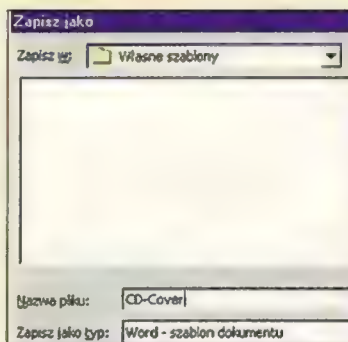 Zapisz jako
Zapisz w: Własne szablony
Nazwa pliku: CD-Cover
Zapisz jako typ: Word - szablon dokumentu